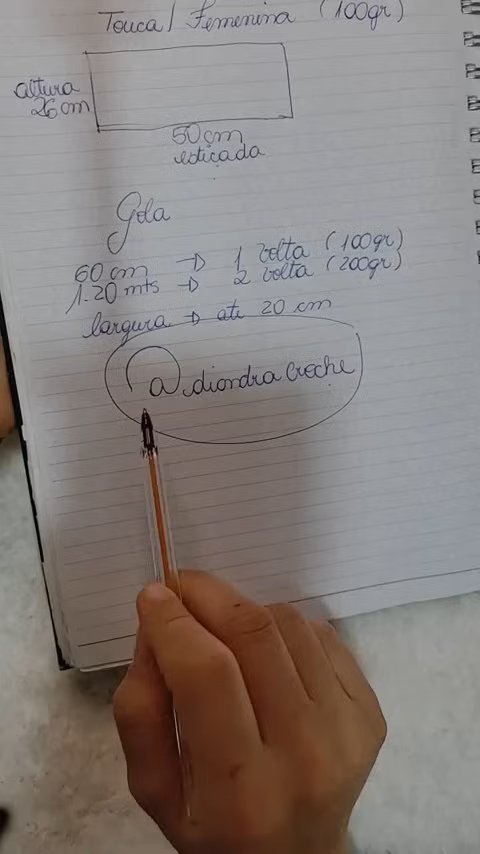 Touca/ Femenina (100gr)
altura
26cm
50cm
esticada
Gola
60 cm → 1 volta (100gr)
1.20 mts → 2 volta (200gr)
largura → até 20 cm
@diandra Croche